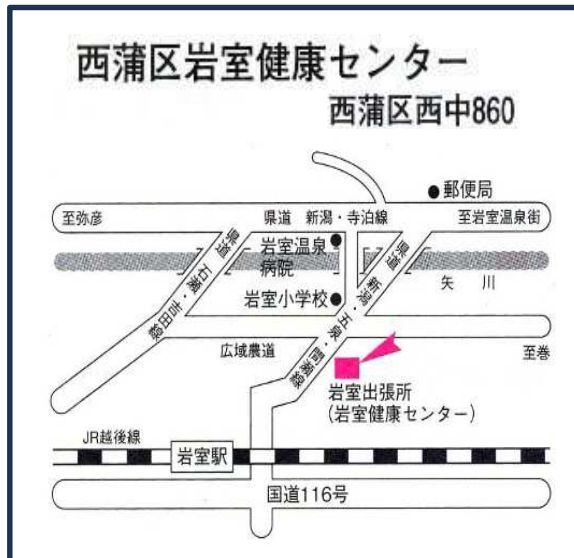 西蒲区岩室健康センター
西蒲区西中860
郵便局
至弥彦
県道 新潟・寺泊線
至岩室温泉街
岩室温泉
病院
県道 石瀬・吉田線
県道 新潟・五泉・間瀬線
矢川
岩室小学校
広域農道
至巻
岩室出張所
(岩室健康センター)
JR越後線
岩室駅
国道116号